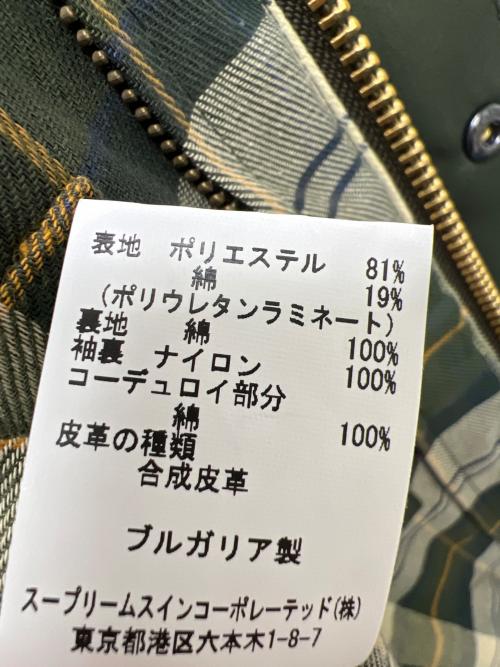 表地 ポリエステル 81%
綿 19%
(ポリウレタンラミネート)
裏地 綿 100%
袖裏 ナイロン 100%
コーデュロイ部分
綿 100%
皮革の種類
合成皮革
ブルガリア製
スープリームスインコーポレーテッド(株)
東京都港区六本木1-8-7